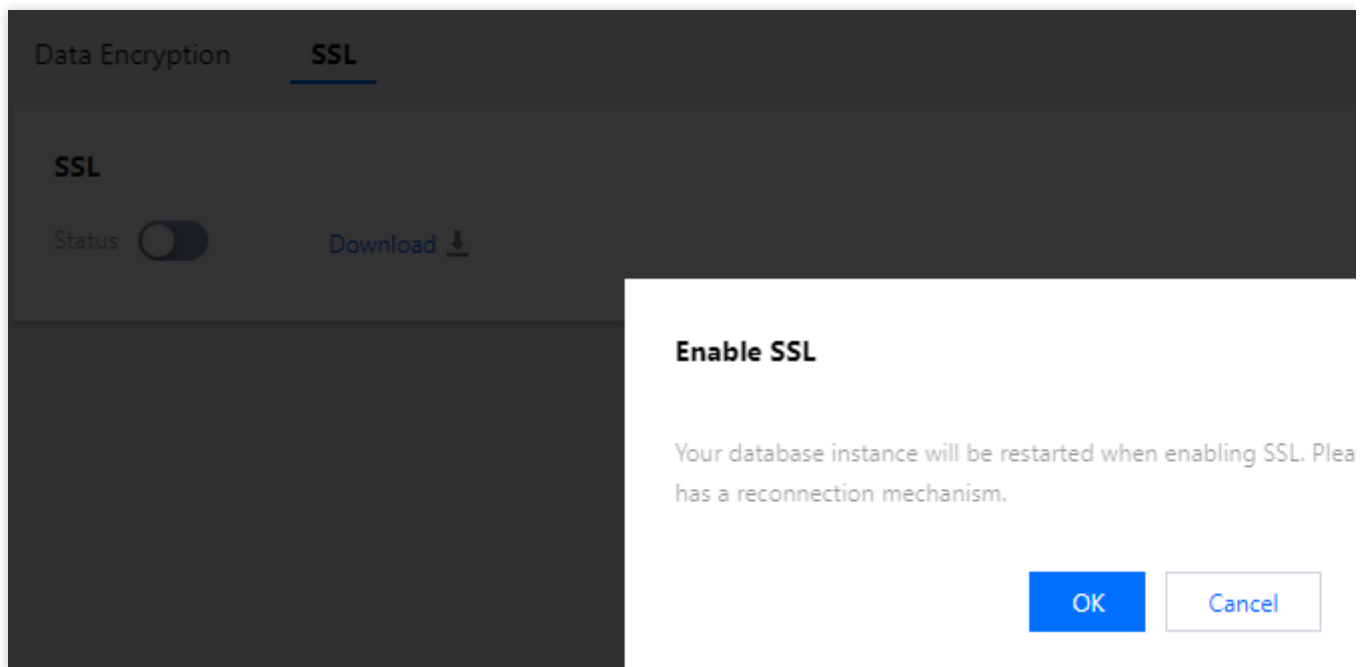 Data Encryption SSL
SSL
Status Download
Enable SSL
Your database instance will be restarted when enabling SSL. Plea
has a reconnection mechanism.
OK Cancel